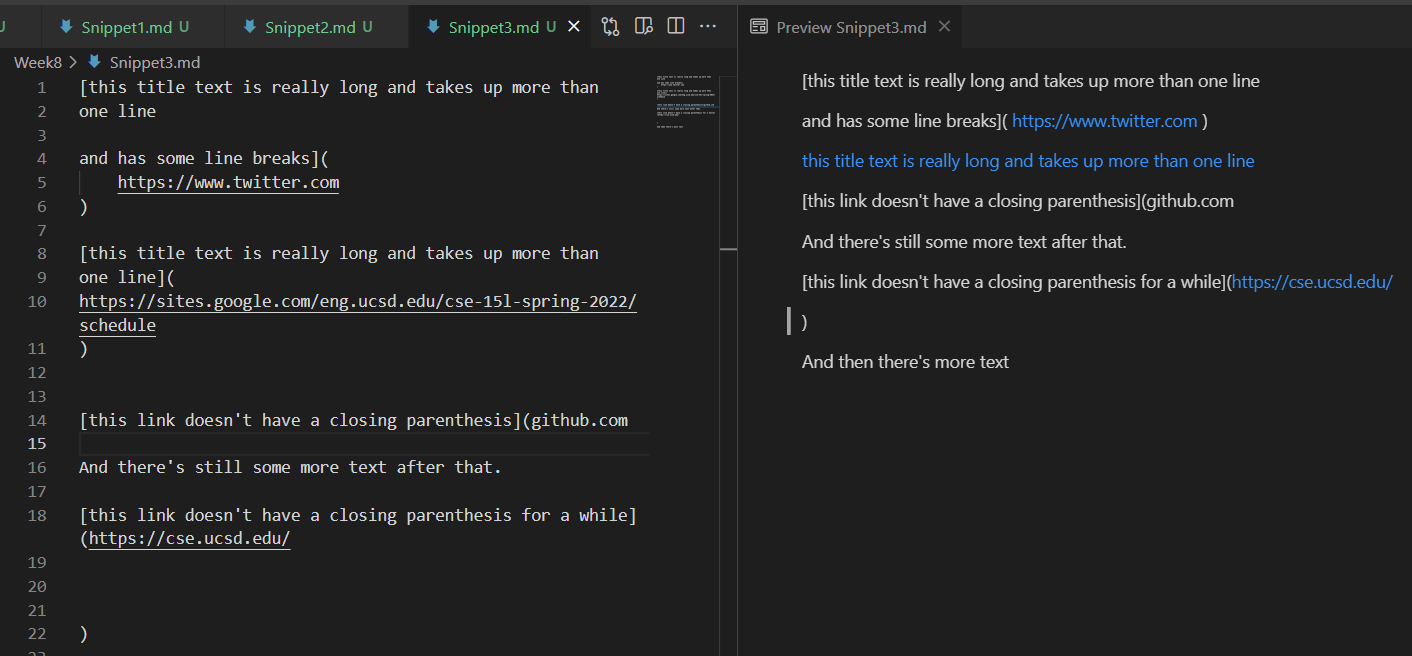 U Snippet1.md U Snippet2.md U Snippet3.md U Preview Snippet3.md
Week8 > Snippet3.md
1 [this title text is really long and takes up more than
2 one line
3
4 and has some line breaks](
5 https://www.twitter.com
6 )
7
8 [this title text is really long and takes up more than
9 one line](
10 https://sites.google.com/eng.ucsd.edu/cse-15l-spring-2022/
schedule
11 )
12
13
14 [this link doesn't have a closing parenthesis](github.com
15
16 And there's still some more text after that.
17
18 [this link doesn't have a closing parenthesis for a while]
(https://cse.ucsd.edu/
19
20
21
22 )
23
[this title text is really long and takes up more than one line
and has some line breaks]( https://www.twitter.com )
this title text is really long and takes up more than one line
[this link doesn't have a closing parenthesis](github.com
And there's still some more text after that.
[this link doesn't have a closing parenthesis for a while](https://cse.ucsd.edu/
)
And then there's more text